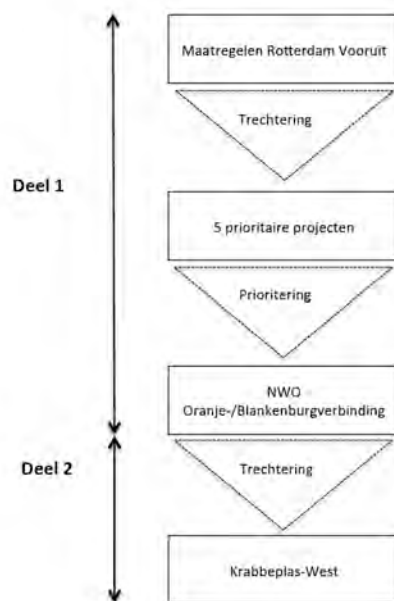 Maatregelen Rotterdam Vooruit
Trechtering
Deel 1
5 prioritaire projecten
Prioritering
NWO
Oranje-/Blankenburgverbinding
Deel 2
Trechtering
Krabbeplas-West